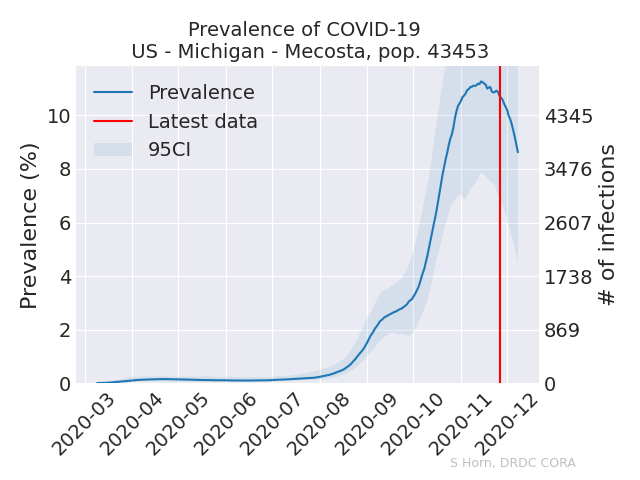 Prevalence of COVID-19
US - Michigan - Mecosta, pop. 43453
Prevalence
Latest data
95CI
Prevalence (%)
10
8
6
4
2
0
4345
3476
2607
1738
869
0
# of infections
2020-03
2020-04
2020-05
2020-06
2020-07
2020-08
2020-09
2020-10
2020-11
2020-12
S Horn, DRDC CORA